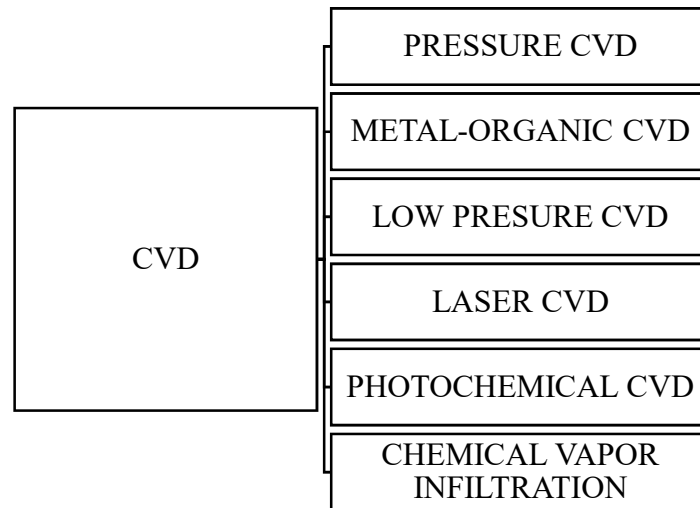 PRESSURE CVD
METAL-ORGANIC CVD
LOW PRESURE CVD
CVD
LASER CVD
PHOTOCHEMICAL CVD
CHEMICAL VAPOR
INFILTRATION